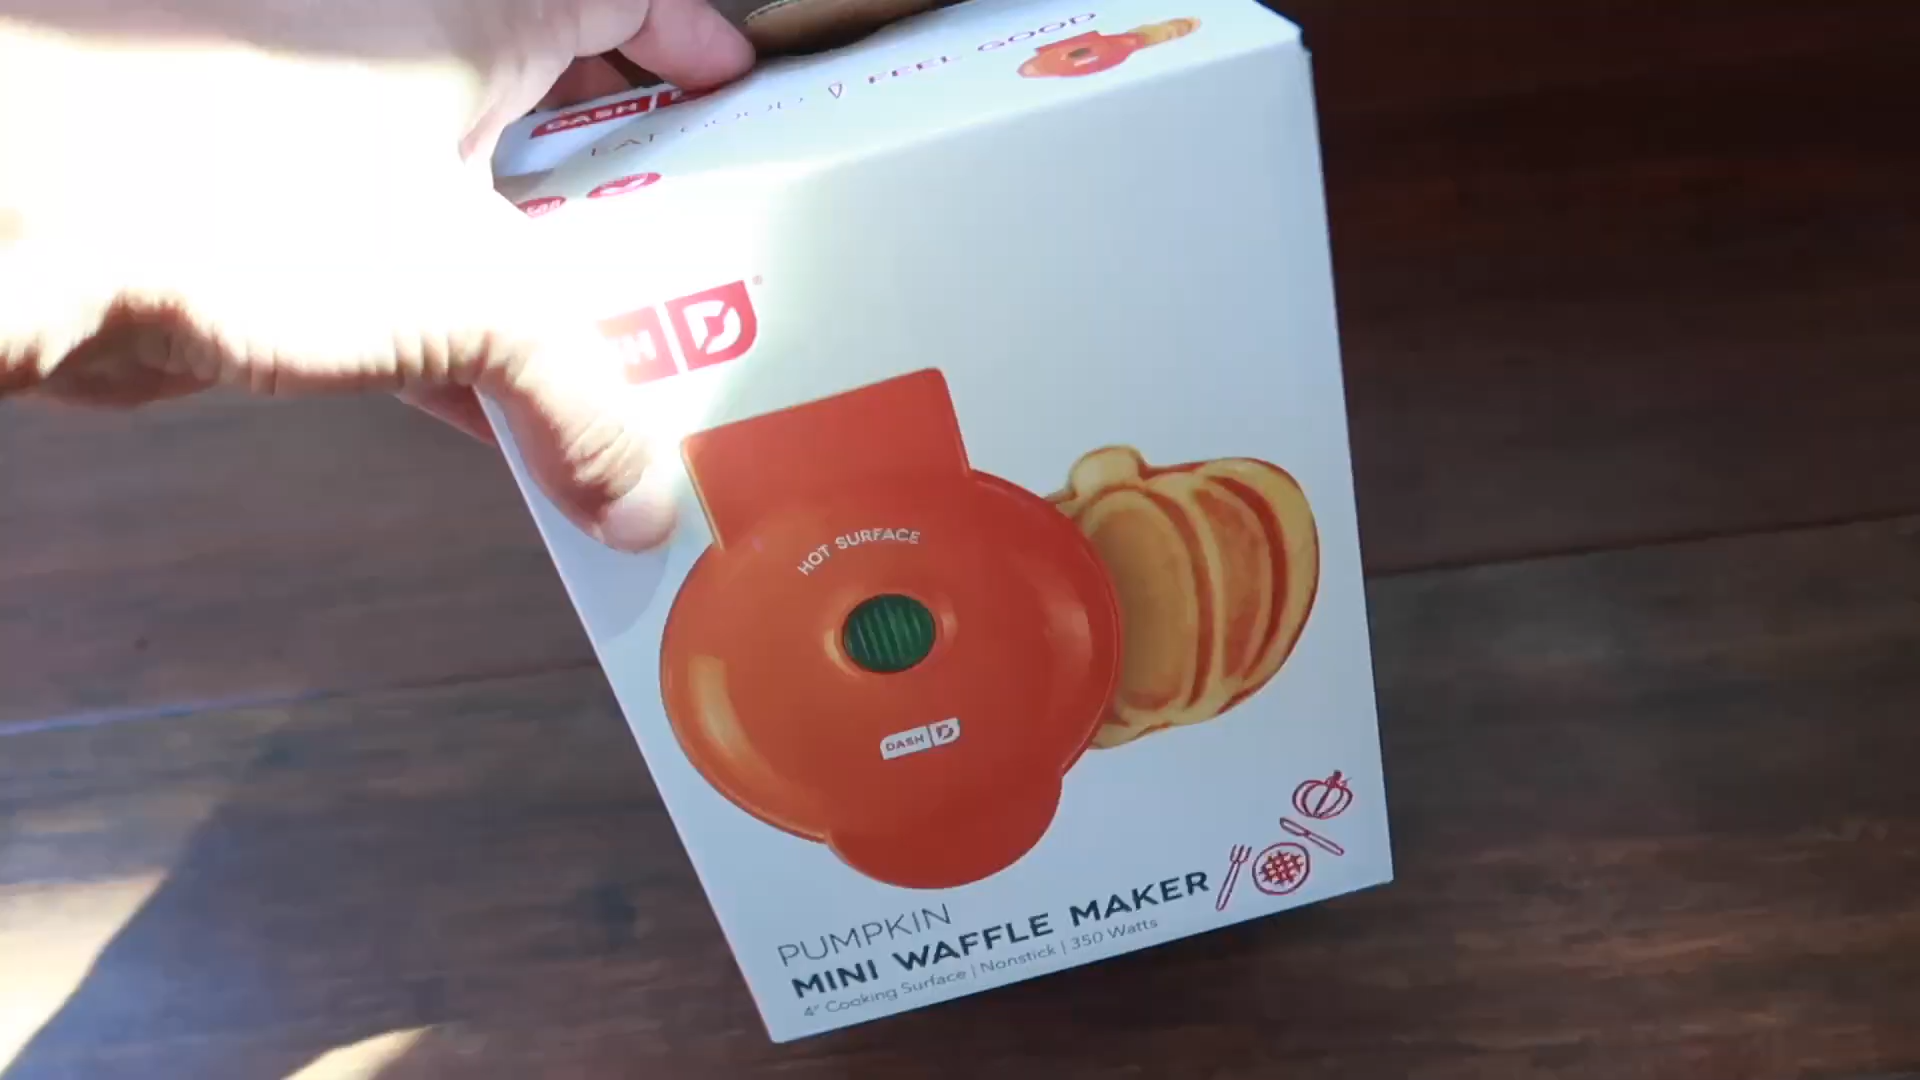 DASH
EAT GOOD FEEL GOOD
HOT SURFACE
DASH
PUMPKIN
MINI WAFFLE MAKER
4" Cooking Surface | Nonstick | 350 Watts